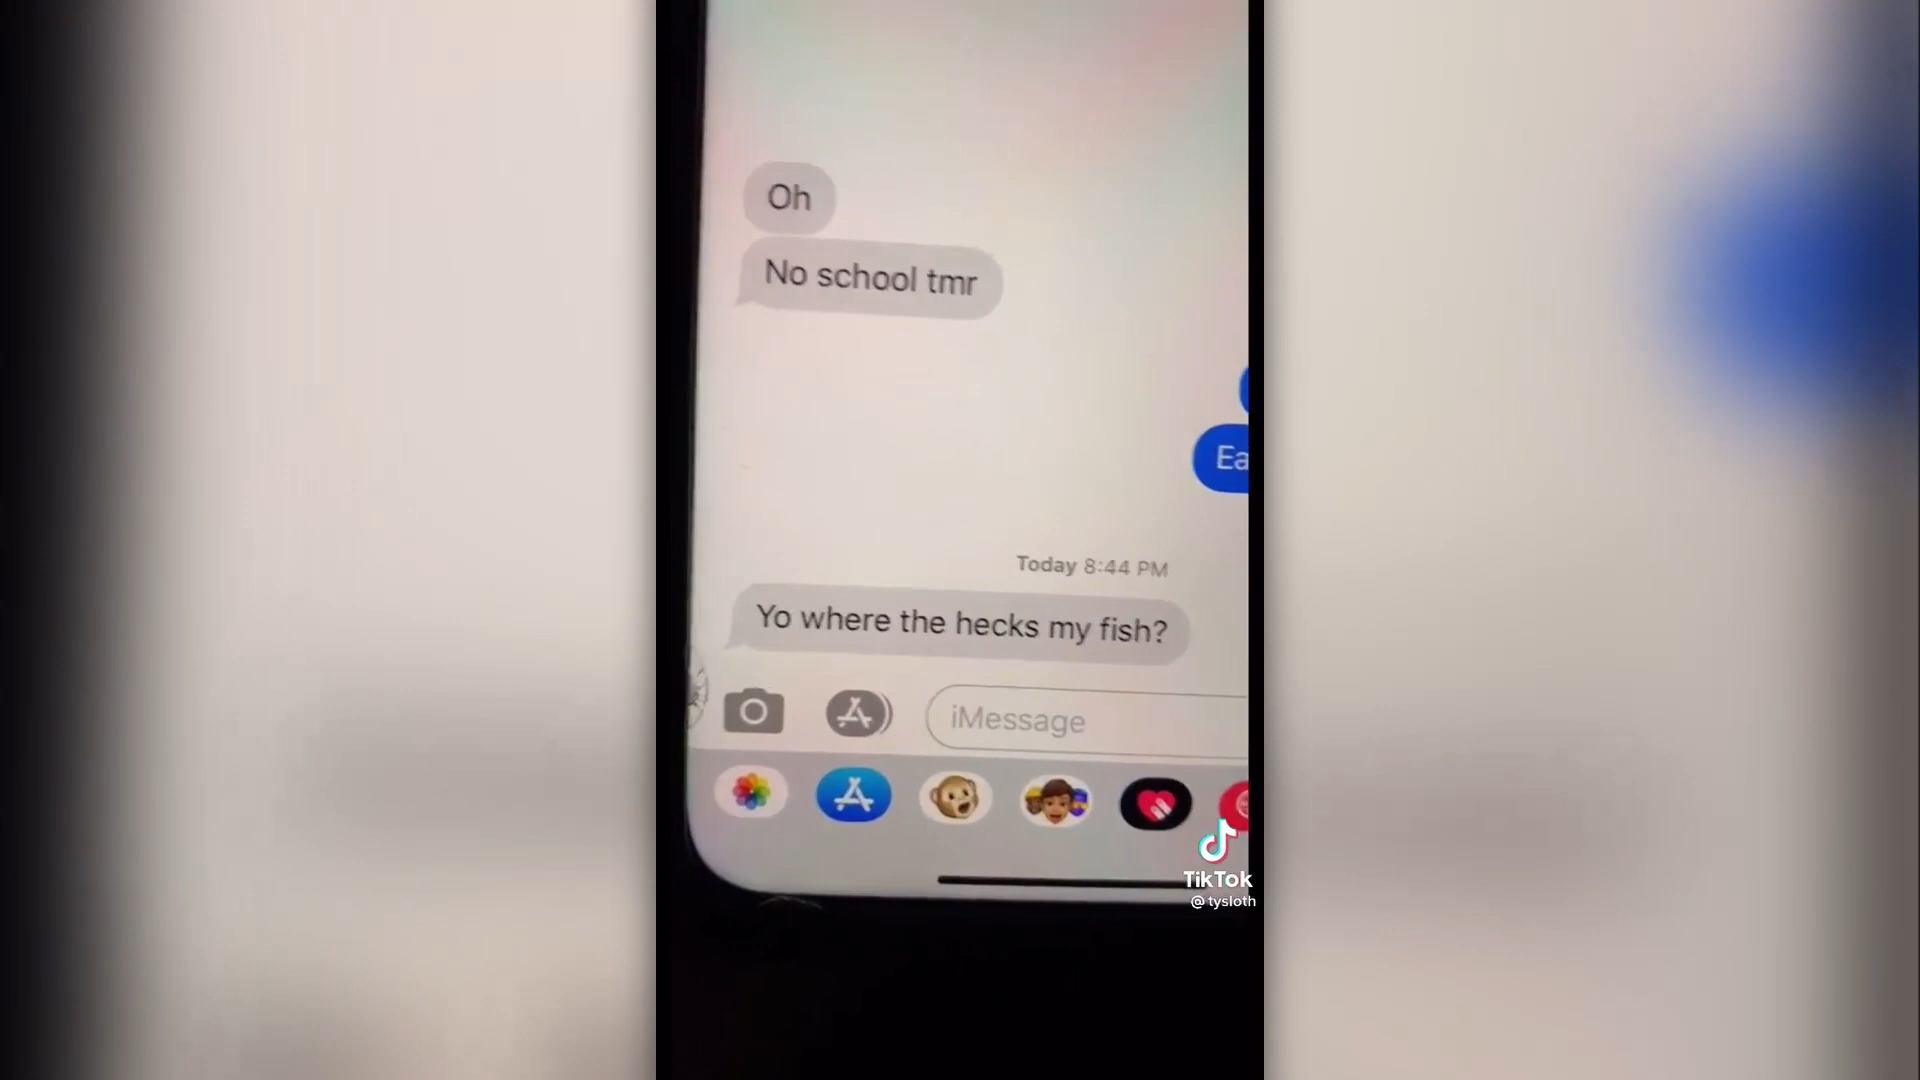 Oh
No school tmr
Today 8:44 PM
Yo where the hecks my fish?
iMessage
TikTok
@tysloth